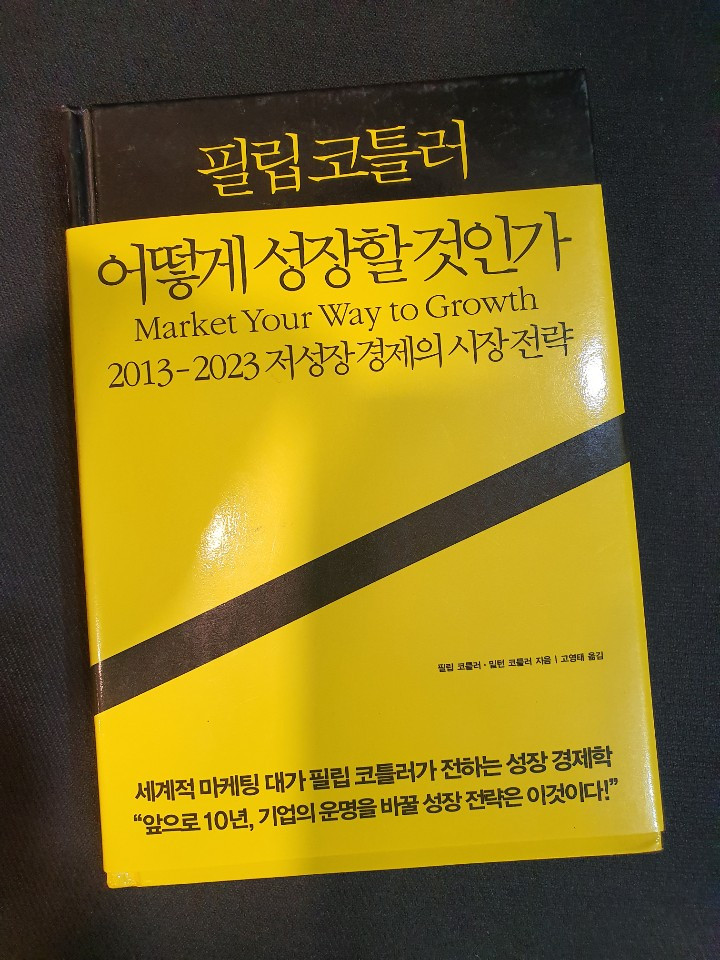 필립 코틀러
어떻게 성장할 것인가
Market Your Way to Growth
2013-2023 저성장 경제의 시장 전략
필립 코틀러 · 밀턴 코틀러 지음 | 고영태 옮김
세계적 마케팅 대가 필립 코틀러가 전하는 성장 경제학
“앞으로 10년, 기업의 운명을 바꿀 성장 전략은 이것이다!”